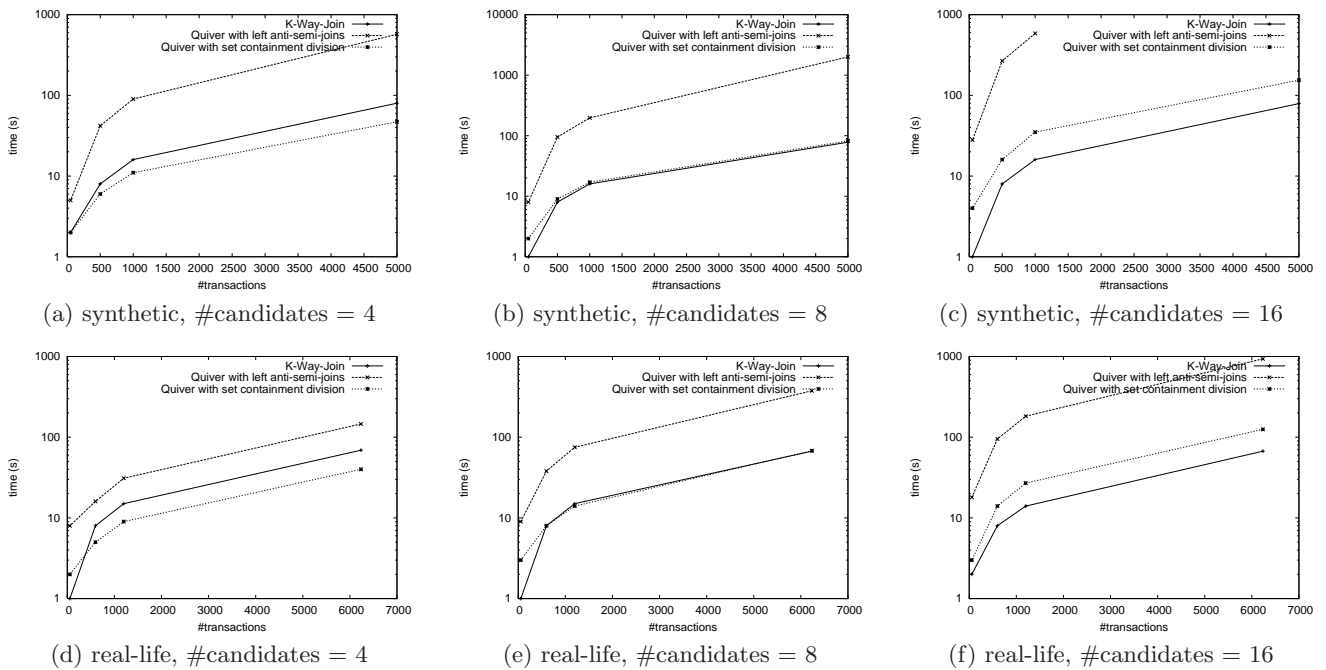 K-Way-Join
Quiver with left anti-semi-joins
Quiver with set containment division
time (s)
1000
100
10
1
0 500 1000 1500 2000 2500 3000 3500 4000 4500 5000
#transactions
(a) synthetic, #candidates = 4
K-Way-Join
Quiver with left anti-semi-joins
Quiver with set containment division
time (s)
10000
1000
100
10
1
0 500 1000 1500 2000 2500 3000 3500 4000 4500 5000
#transactions
(b) synthetic, #candidates = 8
K-Way-Join
Quiver with left anti-semi-joins
Quiver with set containment division
time (s)
1000
100
10
1
0 500 1000 1500 2000 2500 3000 3500 4000 4500 5000
#transactions
(c) synthetic, #candidates = 16
K-Way-Join
Quiver with left anti-semi-joins
Quiver with set containment division
time (s)
1000
100
10
1
0 1000 2000 3000 4000 5000 6000 7000
#transactions
(d) real-life, #candidates = 4
K-Way-Join
Quiver with left anti-semi-joins
Quiver with set containment division
time (s)
1000
100
10
1
0 1000 2000 3000 4000 5000 6000 7000
#transactions
(e) real-life, #candidates = 8
K-Way-Join
Quiver with left anti-semi-joins
Quiver with set containment division
time (s)
1000
100
10
1
0 1000 2000 3000 4000 5000 6000 7000
#transactions
(f) real-life, #candidates = 16